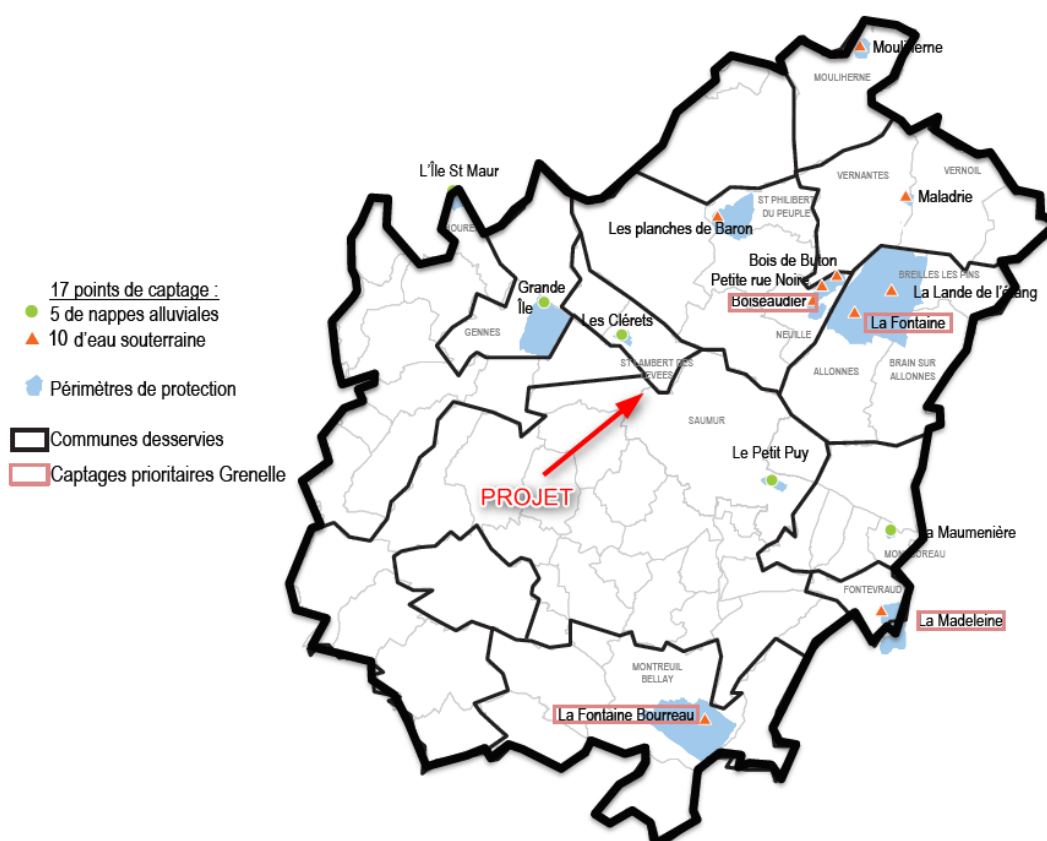 17 points de captage :
5 de nappes alluviales
10 d'eau souterraine
Périmètres de protection
Communes desservies
Captages prioritaires Grenelle
Mouliherne
MOULIHERNE
L'Île St Maur
VERNANTES
VERNOIL
Maladrie
ST PHILIBERT
DU PEUPLE
Les planches de Baron
Bois de Buton
Petite rue Noire
Boiseaudier
BREILLES LES PINS
La Lande de l'étang
La Fontaine
Grande
Île
GENNES
Les Clérets
NEUILLE
ST LAMBERT DES
LEVEES
ALLONNES
BRAIN SUR
ALLONNES
SAUMUR
Le Petit Puy
PROJET
La Maumenière
FONTEVRAUD
La Madeleine
MONTREUIL
BELLAY
La Fontaine Bourreau